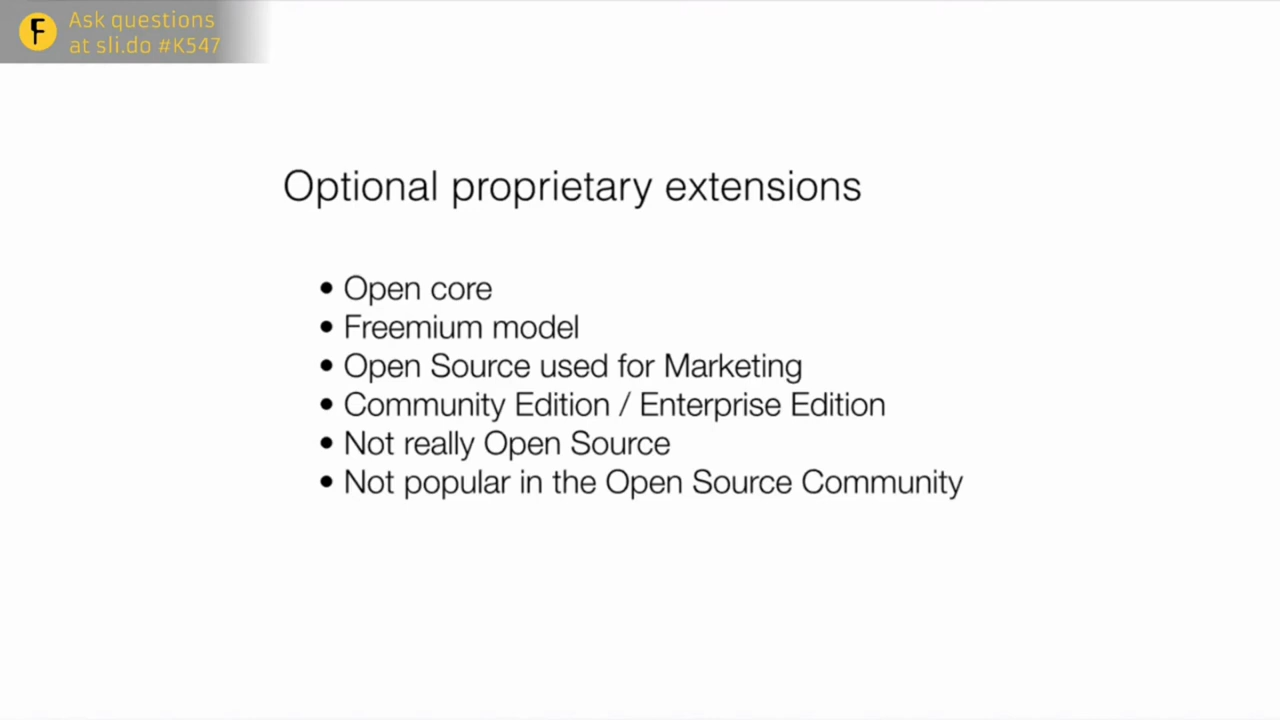 F
Ask questions
at sli.do #K547
Optional proprietary extensions
• Open core
• Freemium model
• Open Source used for Marketing
• Community Edition / Enterprise Edition
• Not really Open Source
• Not popular in the Open Source Community